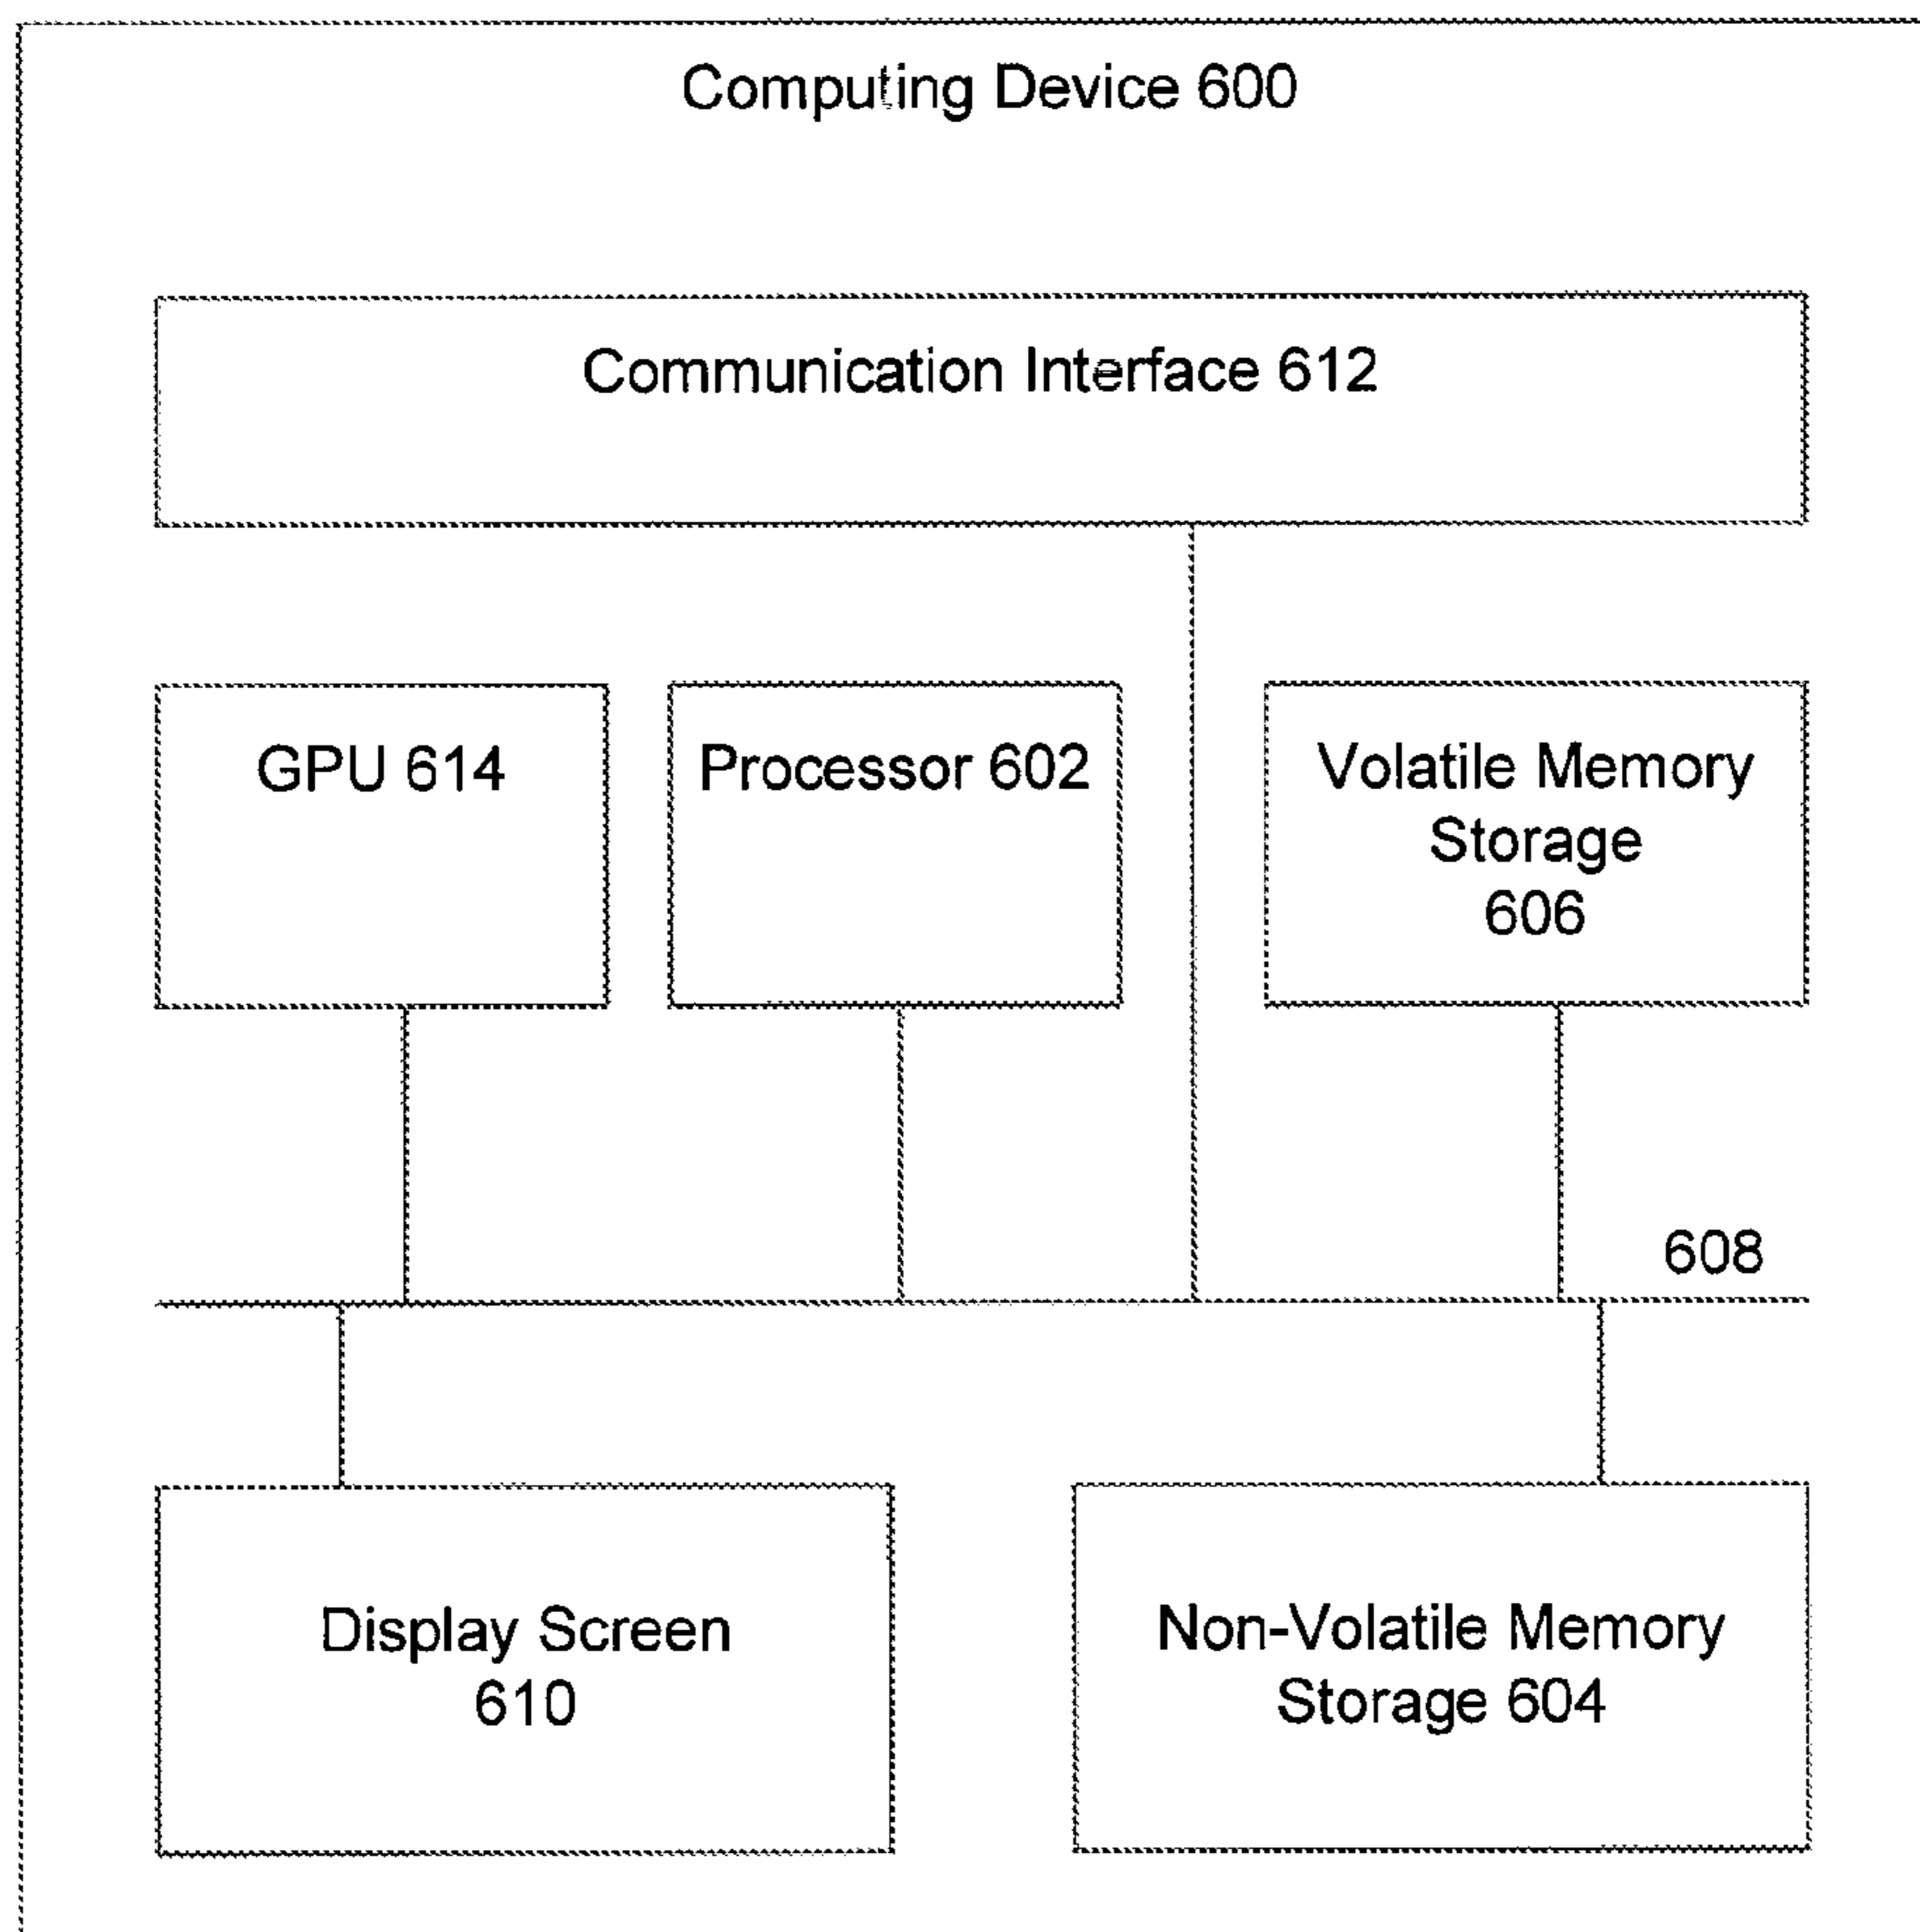 Computing Device 600
Communication Interface 612
GPU 614
Processor 602
Volatile Memory
Storage
606
608
Display Screen
610
Non-Volatile Memory
Storage 604